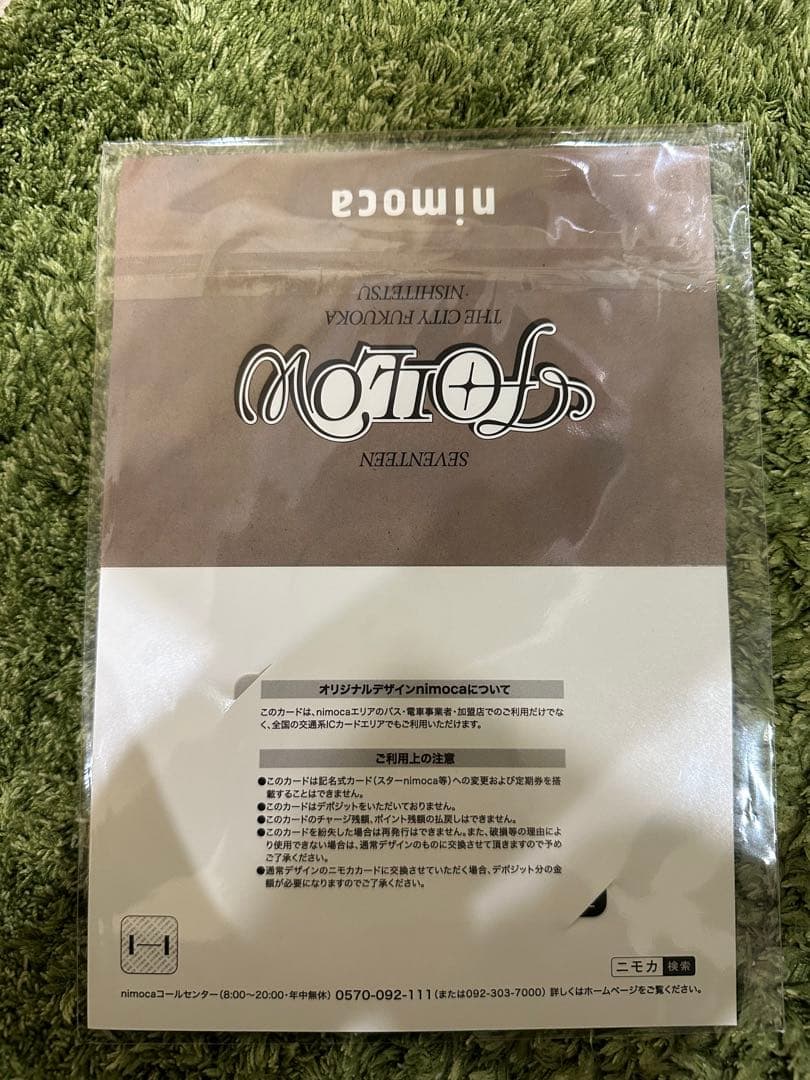 nimoca
THE CITY FUKUOKA
·NISHITETSU
FOLLOW
SEVENTEEN
オリジナルデザインnimocaについて
このカードは、nimocaエリアのバス・電車事業者・加盟店でのご利用だけでな
く、全国の交通系ICカードエリアでもご利用いただけます。
ご利用上の注意
●このカードは記名式カード(スターnimoca等)への変更および定期券を搭
載することはできません。
●このカードはデポジットをいただいておりません。
●このカードのチャージ残額、ポイント残額の払戻しはできません。
●このカードを紛失した場合は再発行はできません。また、破損等の理由によ
り使用できない場合は、通常デザインのものに交換させて頂きますので予め
ご了承ください。
●通常デザインのニモカカードに交換させていただく場合、デポジット分の金
額が必要になりますのでご了承ください。
ニモカ 検索
nimocaコールセンター(8:00～20:00・年中無休) 0570-092-111(または092-303-7000) 詳しくはホームページをご覧ください。